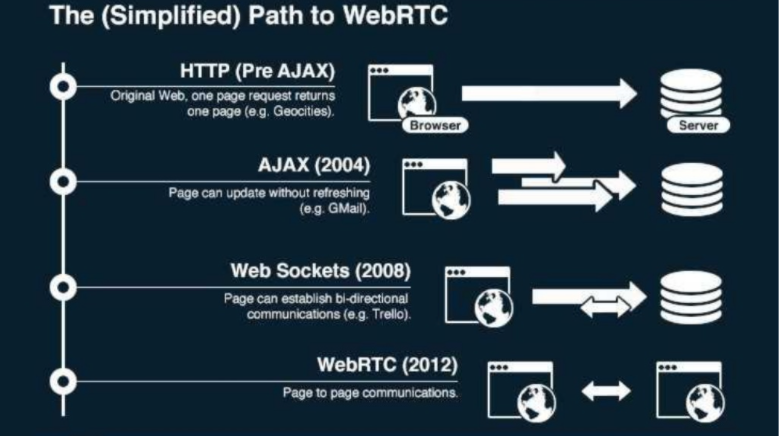 The (Simplified) Path to WebRTC
HTTP (Pre AJAX)
Original Web, one page request returns
one page (e.g. Geocities).
Browser
Server
AJAX (2004)
Page can update without refreshing
(e.g. GMail).
Web Sockets (2008)
Page can establish bi-directional
communications (e.g. Trello).
WebRTC (2012)
Page to page communications.